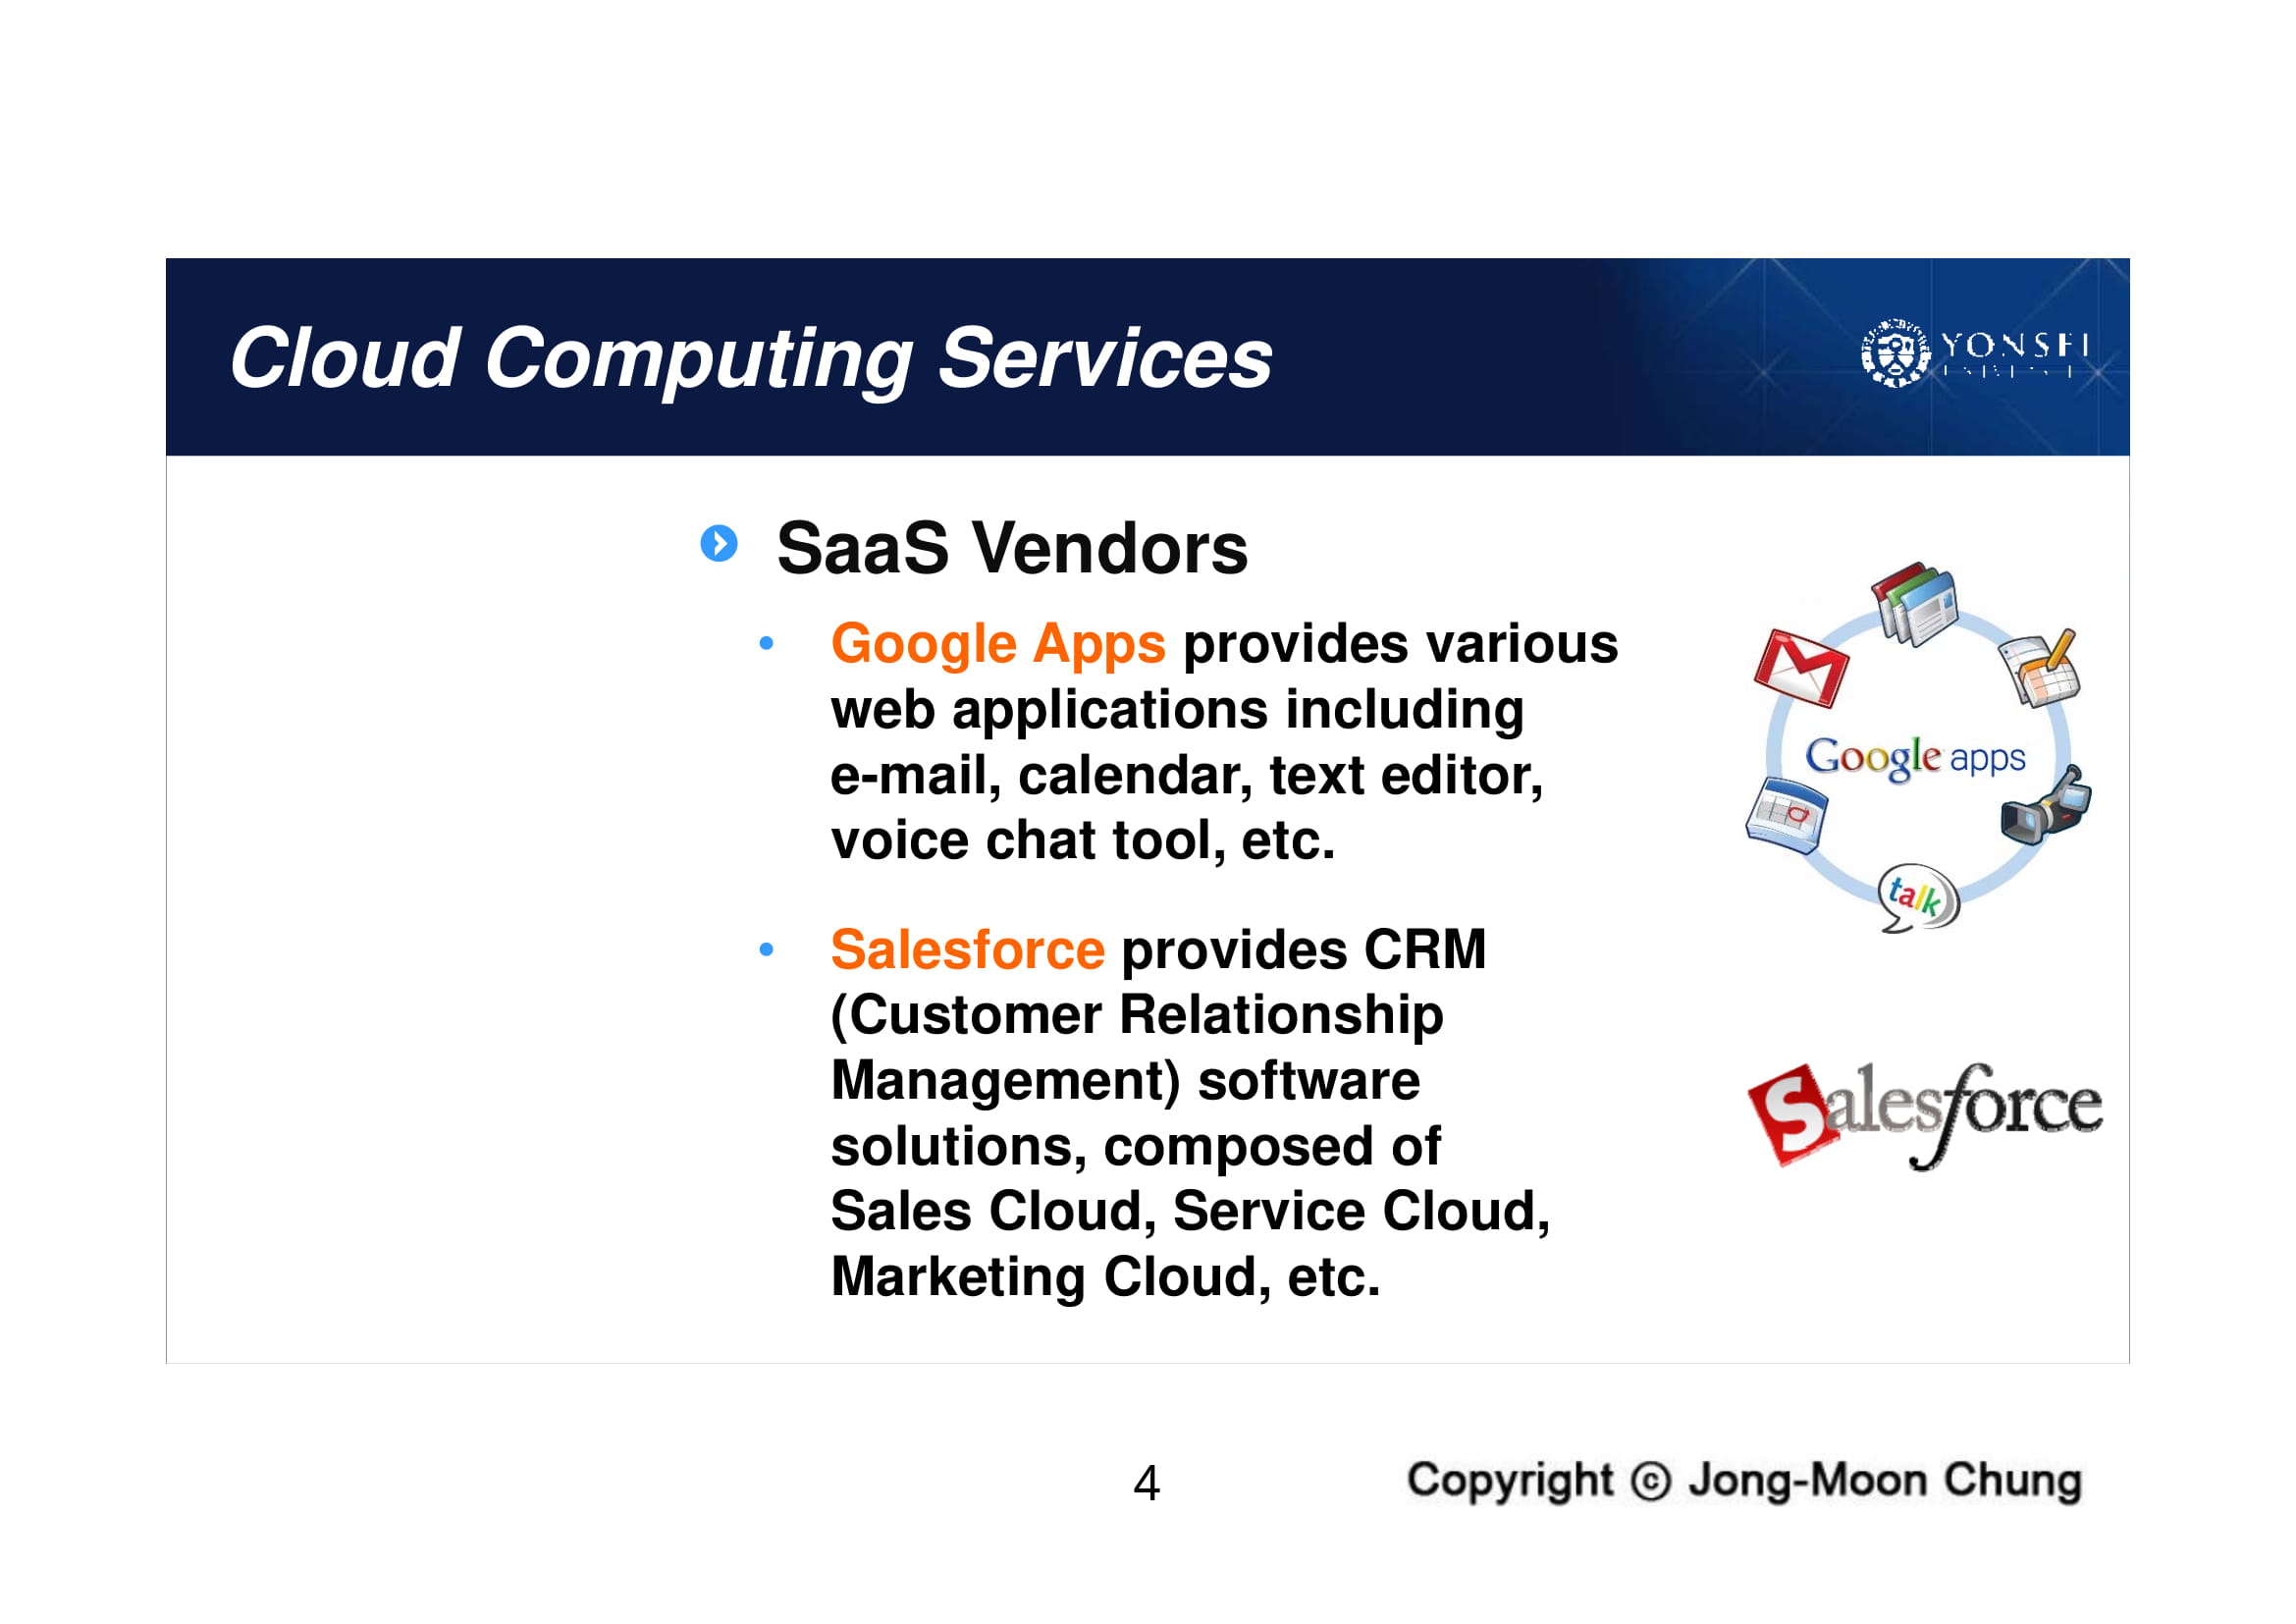 Cloud Computing Services
YONSEI
SaaS Vendors
• Google Apps provides various
web applications including
e-mail, calendar, text editor,
voice chat tool, etc.
Google apps
talk
• Salesforce provides CRM
(Customer Relationship
Management) software
solutions, composed of
Sales Cloud, Service Cloud,
Marketing Cloud, etc.
Salesforce
4
Copyright © Jong-Moon Chung